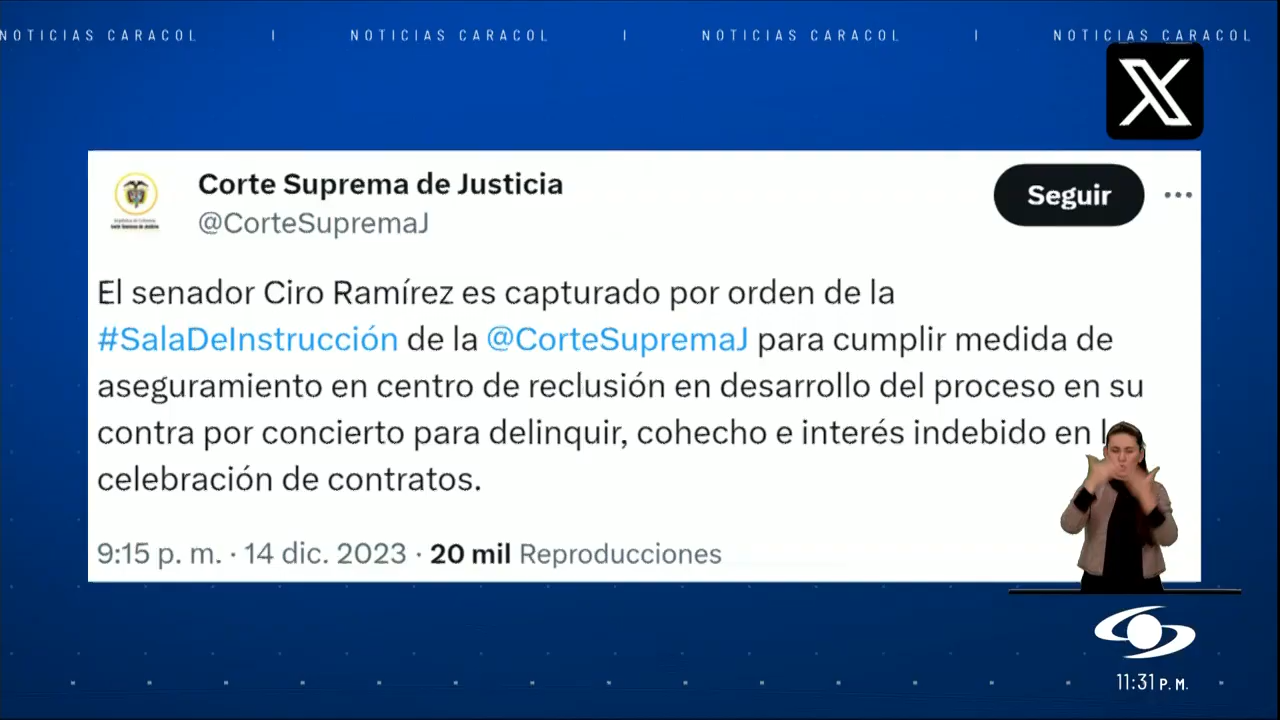 NOTICIAS CARACOL | NOTICIAS CARACOL | NOTICIAS CARACOL | NOTICIAS CARACOL
X
Corte Suprema de Justicia
@CorteSupremaJ
Seguir
El senador Ciro Ramírez es capturado por orden de la
#SalaDeInstrucción de la @CorteSupremaJ para cumplir medida de
aseguramiento en centro de reclusión en desarrollo del proceso en su
contra por concierto para delinquir, cohecho e interés indebido en
celebración de contratos.
9:15 p. m. · 14 dic. 2023 · 20 mil Reproducciones
11:31 P. M.